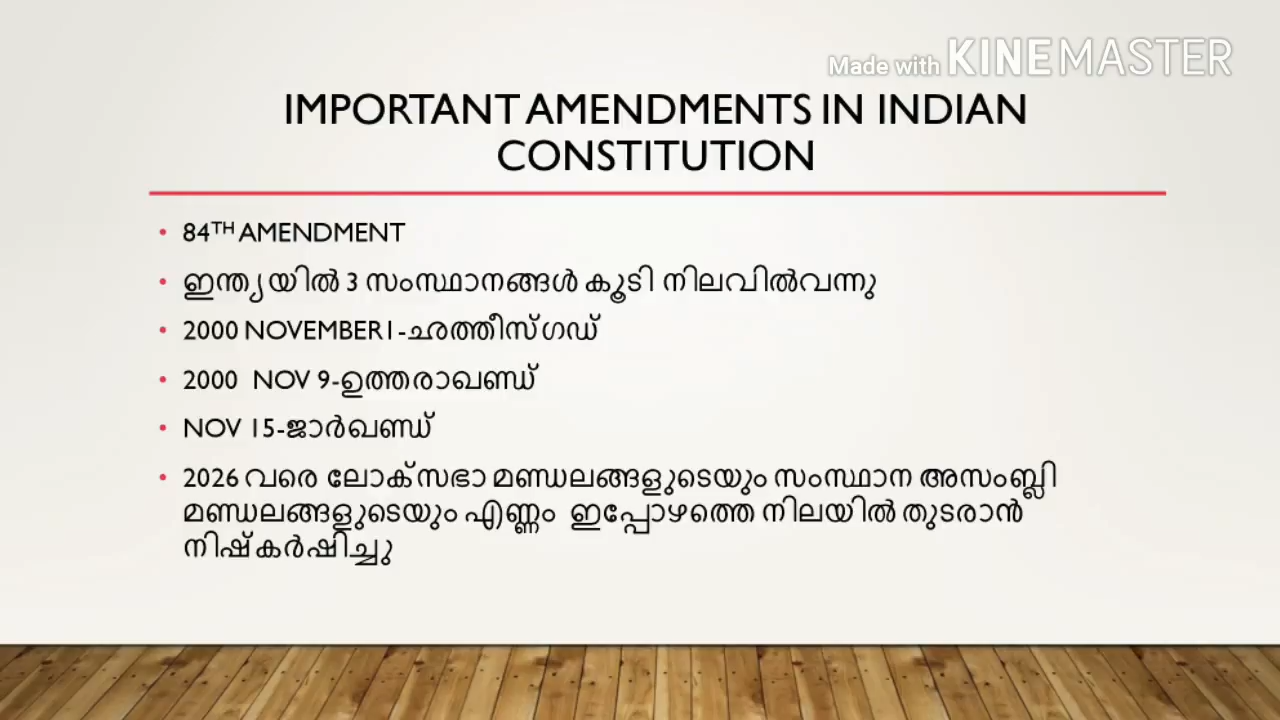 Made with KINEMASTER
IMPORTANT AMENDMENTS IN INDIAN
CONSTITUTION
• 84TH AMENDMENT
• ഇന്ത്യയിൽ 3 സംസ്ഥാനങ്ങൾ കൂടി നിലവിൽവന്നു
• 2000 NOVEMBER1-ഛത്തീസ്ഗഡ്
• 2000 NOV 9-ഉത്തരാഖണ്ഡ്
• NOV 15-ജാർഖണ്ഡ്
• 2026 വരെ ലോക്സഭാ മണ്ഡലങ്ങളുടെയും സംസ്ഥാന അസംബ്ലി
മണ്ഡലങ്ങളുടെയും എണ്ണം ഇപ്പോഴത്തെ നിലയിൽ തുടരാൻ
നിഷ്കർഷിച്ചു